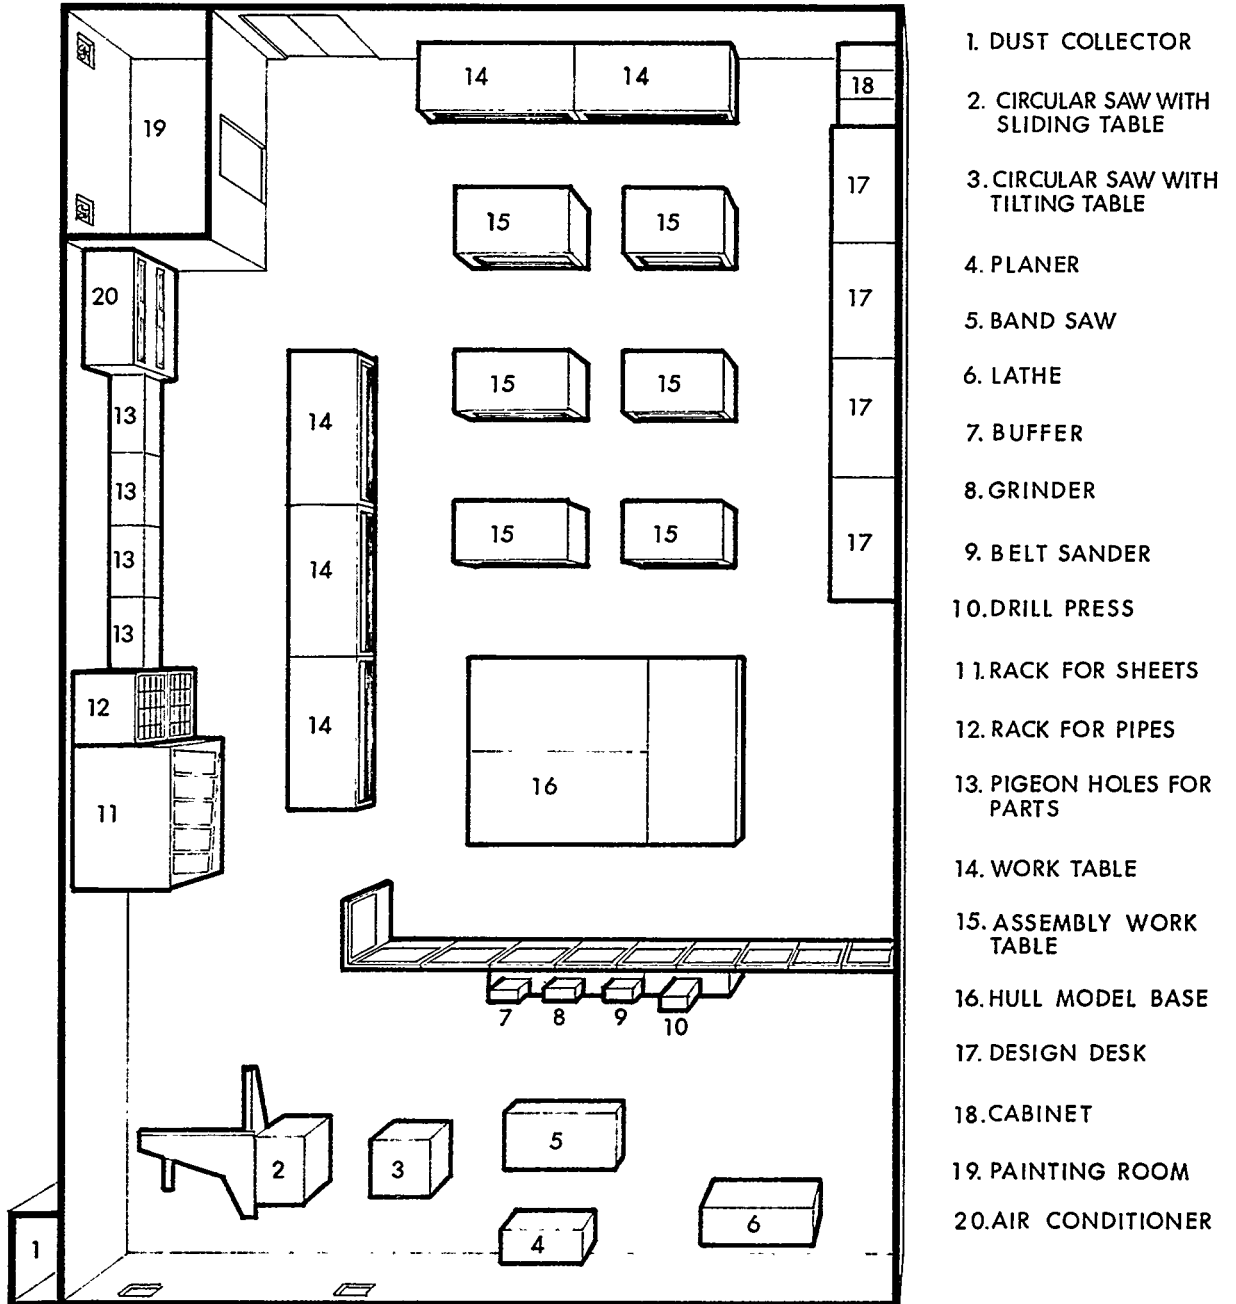 14 14
18
19
17
15 15
17
20
15 15
17
13
14
13
15 15
17
13
14
13
12
14
16
11
7 8 9 10
5
2 3
6
4
1
1. DUST COLLECTOR
2. CIRCULAR SAW WITH
SLIDING TABLE
3. CIRCULAR SAW WITH
TILTING TABLE
4. PLANER
5. BAND SAW
6. LATHE
7. BUFFER
8. GRINDER
9. BELT SANDER
10. DRILL PRESS
11. RACK FOR SHEETS
12. RACK FOR PIPES
13. PIGEON HOLES FOR
PARTS
14. WORK TABLE
15. ASSEMBLY WORK
TABLE
16. HULL MODEL BASE
17. DESIGN DESK
18. CABINET
19. PAINTING ROOM
20. AIR CONDITIONER